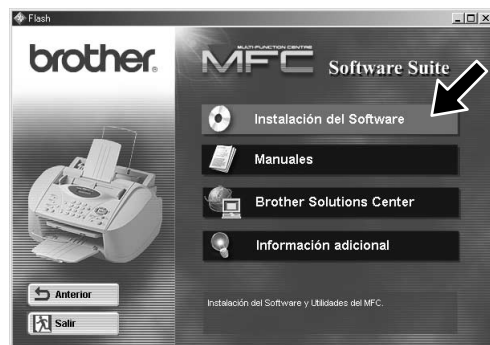 Flash
brother.
MULTI-FUNCTION CENTRE
MFC Software Suite
Instalación del Software
Manuales
Brother Solutions Center
Información adicional
Anterior
Salir
Instalación del Software y Utilidades del MFC.